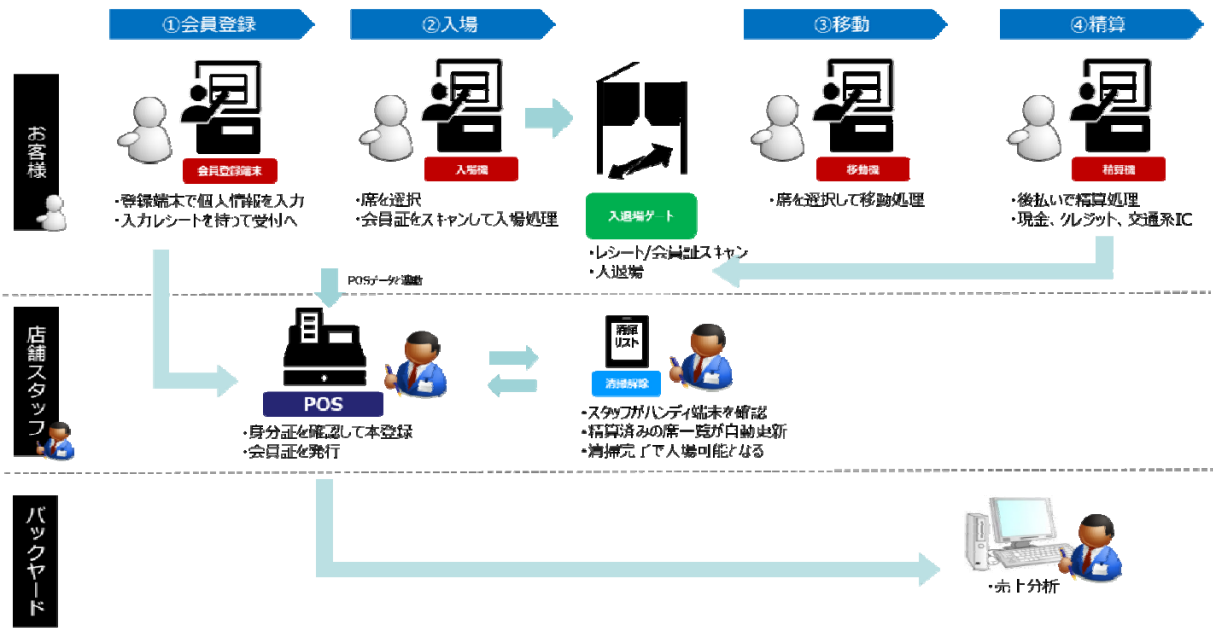 ①会員登録
②入場
③移動
④精算
お客様
会員登録端末
・登録端末で個人情報を入力
・入力レシートを持って受付へ
入場機
・席を選択
・会員証をスキャンして入場処理
入退場ゲート
・レシート/会員証スキャン
・入退場
移動機
・席を選択して移動処理
精算機
・後払いで精算処理
・現金、クレジット、交通系IC
POSデータと連動
店舗スタッフ
POS
・身分証を確認して本登録
・会員証を発行
清掃
リスト
清掃解除
・スタッフがハンディ端末を確認
・精算済みの席一覧が自動更新
・清掃完了で入場可能となる
バックヤード
・売上分析